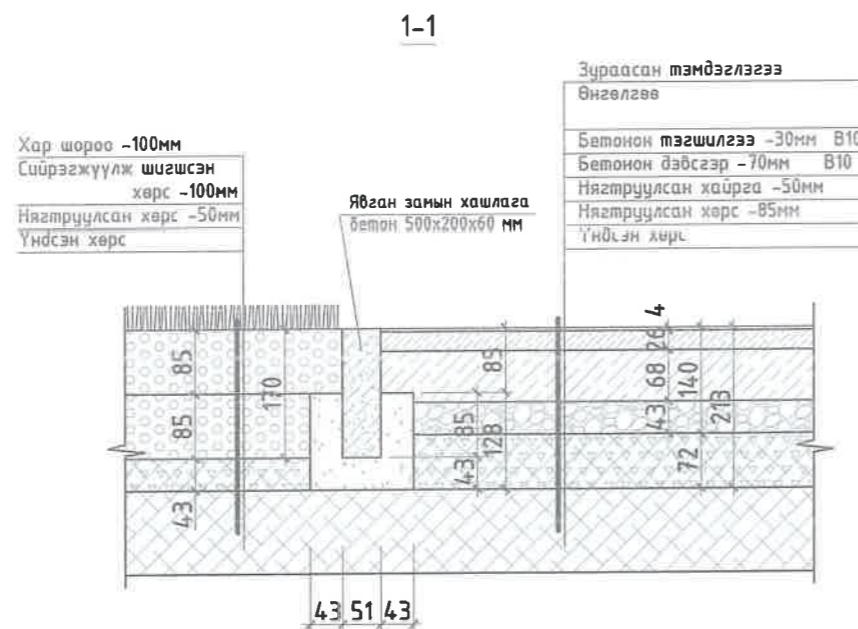 1-1
Зураасан тэмдэглэгээ
Өнгөлгөө
Бетонон тэгшилгээ -30мм B10
Бетонон дэвсгэр -70мм B10
Нягтруулсан хайрга -50мм
Нягтруулсан хөрс -85мм
Үндсэн хөрс
Хар шороо -100мм
Сийрэгжүүлж шигшсэн
хөрс -100мм
Нягтруулсан хөрс -50мм
Үндсэн хөрс
Явган замын хашлага
бетон 500x200x60 мм
85
85
43
170
85
85
43
128
4
26
68
43
72
140
213
43 51 43